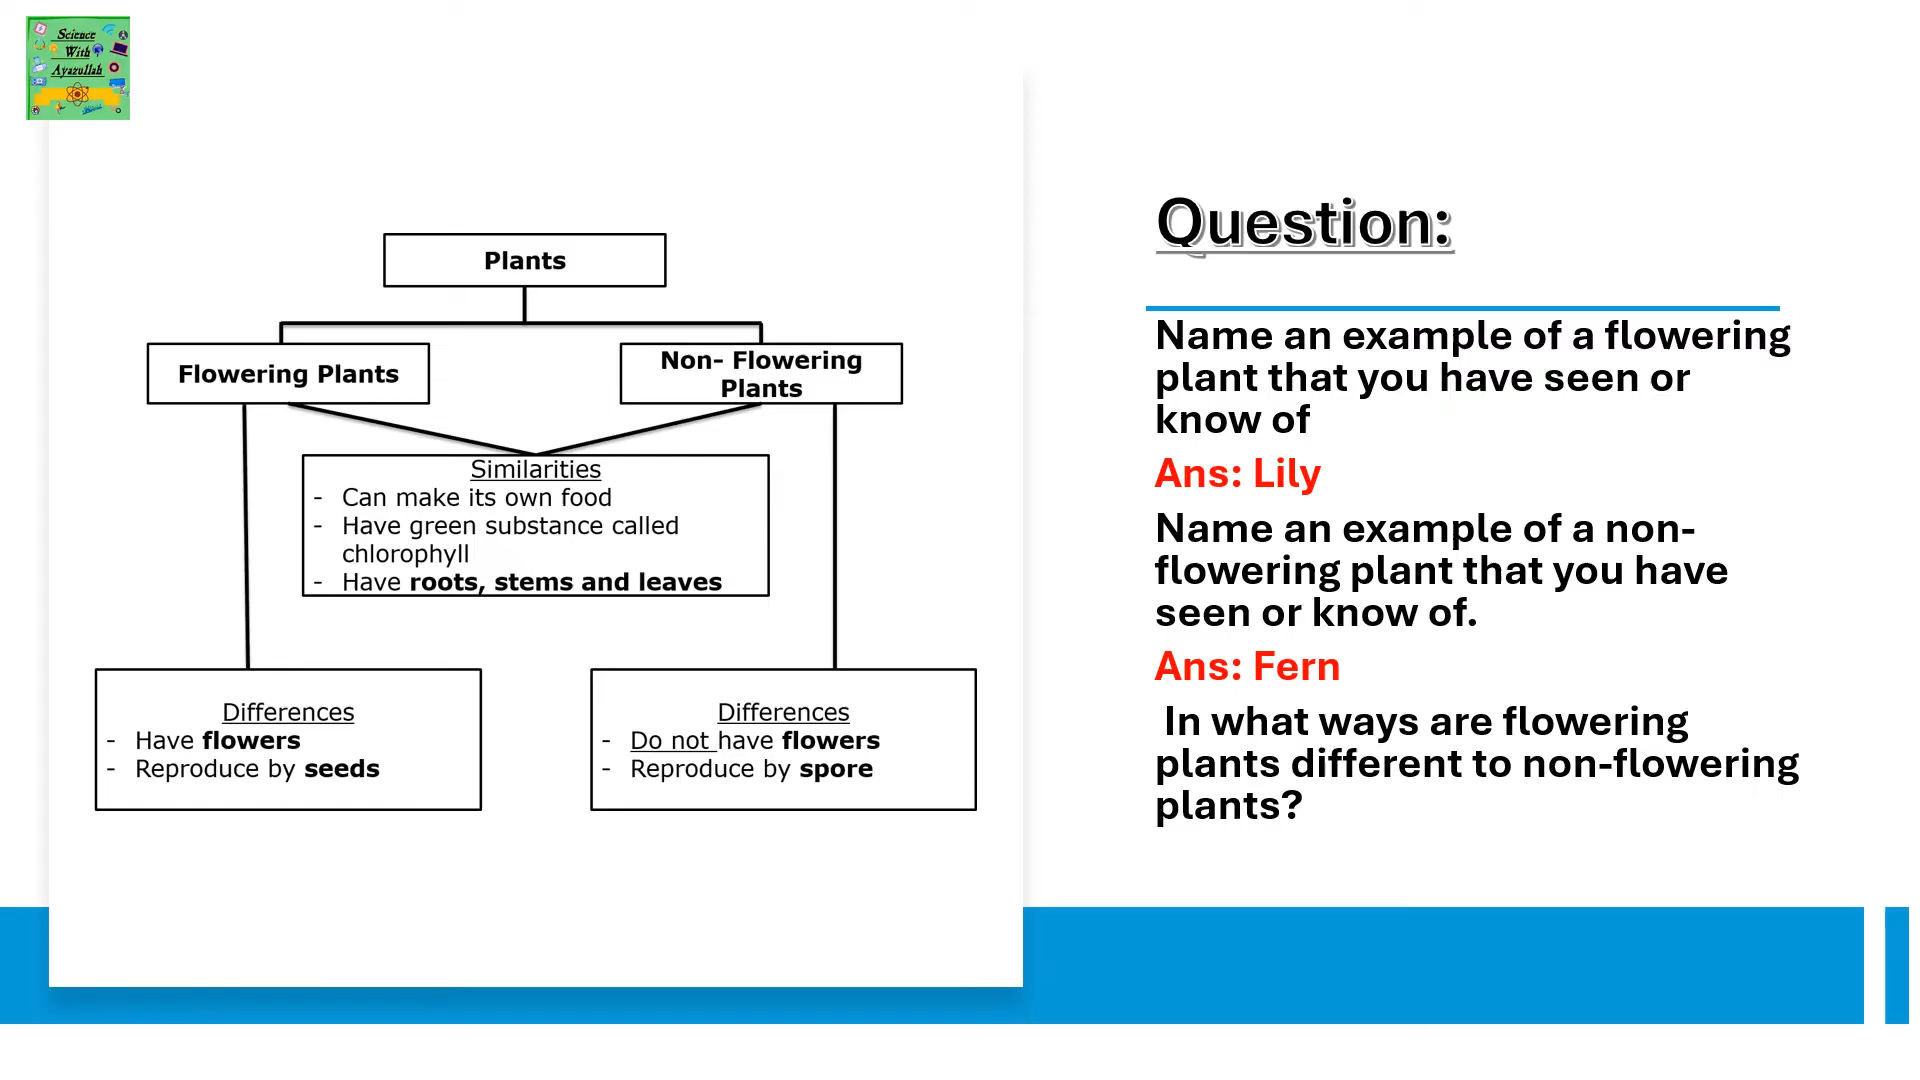 Science
With
Ayazullah
Plants
Flowering Plants
Non- Flowering
Plants
Similarities
- Can make its own food
- Have green substance called
chlorophyll
- Have roots, stems and leaves
Differences
- Have flowers
- Reproduce by seeds
Differences
- Do not have flowers
- Reproduce by spore
Question:
Name an example of a flowering
plant that you have seen or
know of
Ans: Lily
Name an example of a non-
flowering plant that you have
seen or know of.
Ans: Fern
In what ways are flowering
plants different to non-flowering
plants?